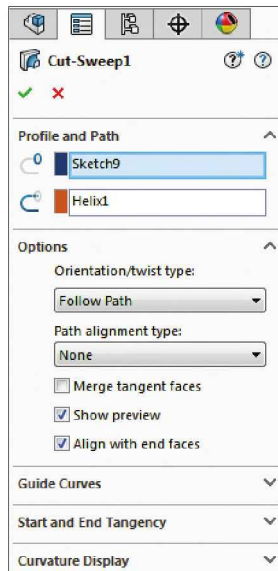 Cut-Sweep1
Profile and Path
Sketch9
Helix1
Options
Orientation/twist type:
Follow Path
Path alignment type:
None
Merge tangent faces
Show preview
Align with end faces
Guide Curves
Start and End Tangency
Curvature Display